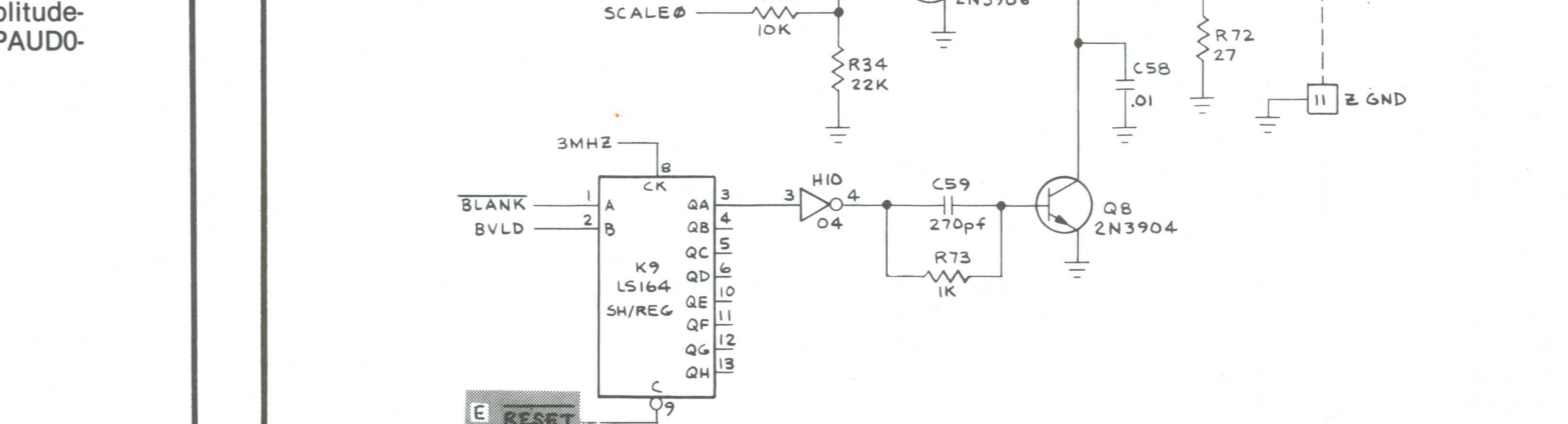 plitude-
PAUD0-
SCALEØ
10K
R34
22K
2N3906
R72
27
C58
.01
11 Z GND
3MHZ
8
CK
BLANK 1 A
BVLD 2 B
QA 3
QB 4
QC 5
QD 6
QE 10
QF 11
QG 12
QH 13
K9
LS164
SH/REG
C
9
E RESET
H10
3 4
04
C59
270pf
R73
1K
Q8
2N3904